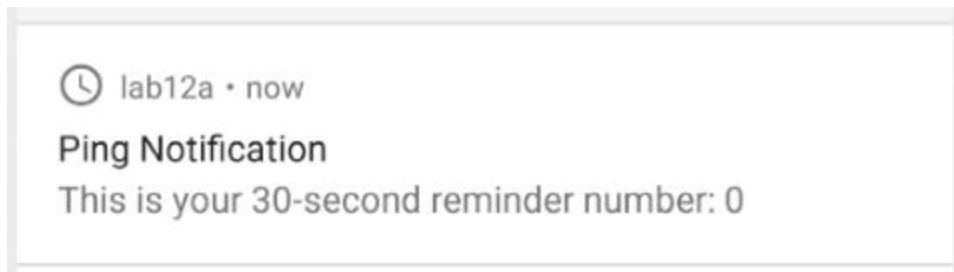 lab12a • now
Ping Notification
This is your 30-second reminder number: 0